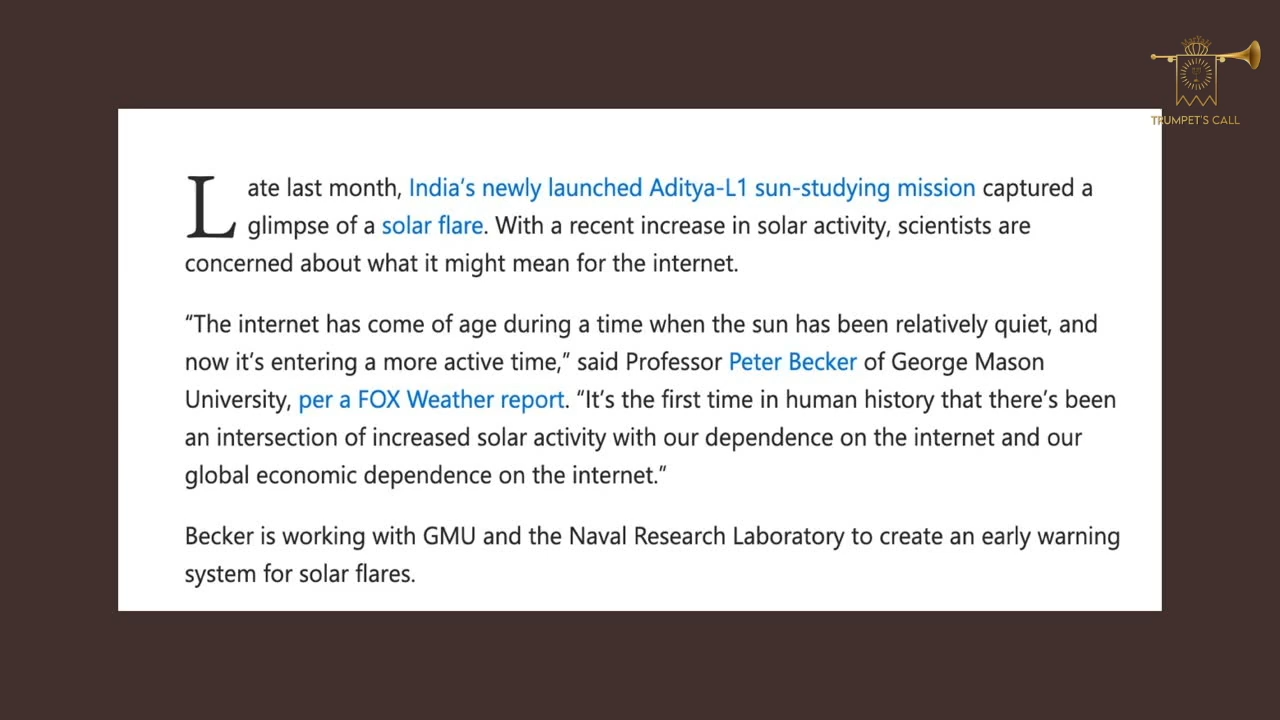 TRUMPET'S CALL
Late last month, India's newly launched Aditya-L1 sun-studying mission captured a
glimpse of a solar flare. With a recent increase in solar activity, scientists are
concerned about what it might mean for the internet.
“The internet has come of age during a time when the sun has been relatively quiet, and
now it's entering a more active time,” said Professor Peter Becker of George Mason
University, per a FOX Weather report. “It's the first time in human history that there's been
an intersection of increased solar activity with our dependence on the internet and our
global economic dependence on the internet.”
Becker is working with GMU and the Naval Research Laboratory to create an early warning
system for solar flares.